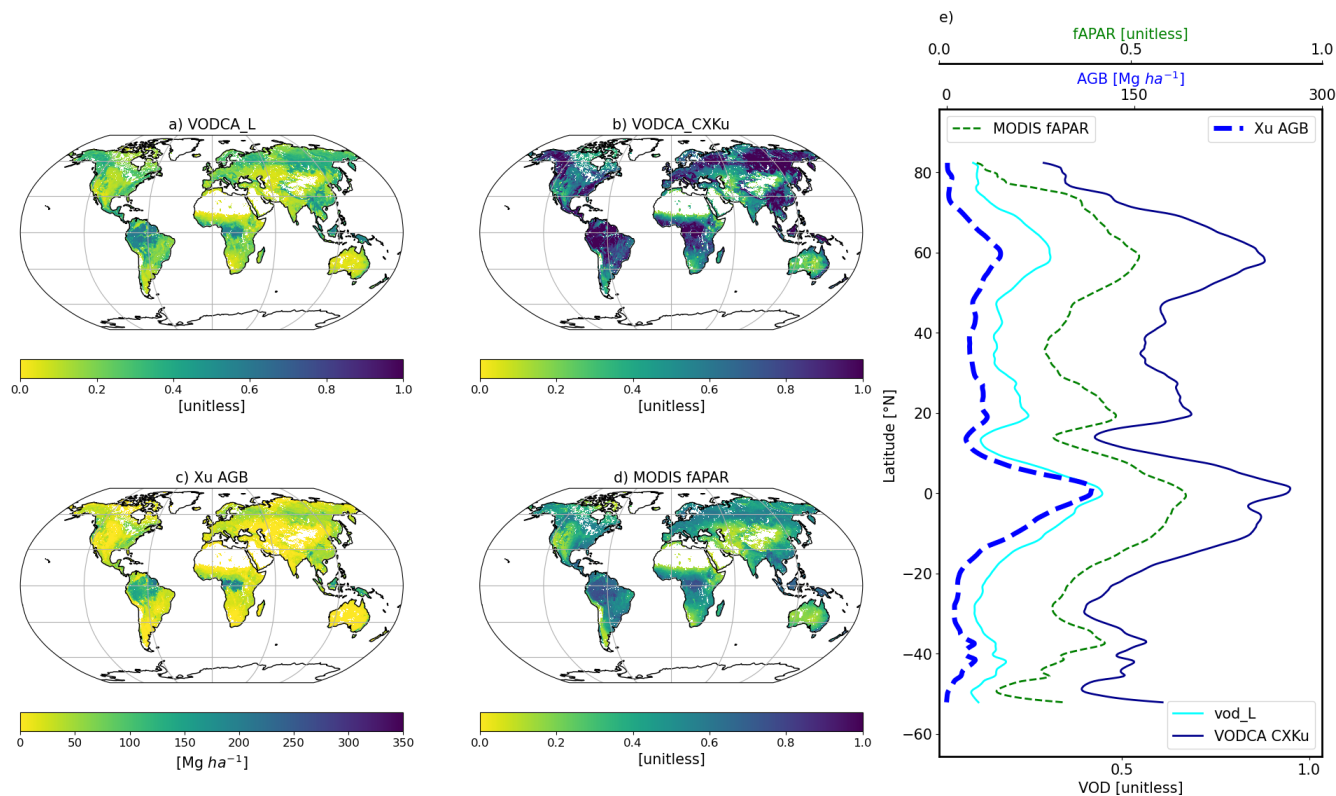 a) VODCA_L
0.0 0.2 0.4 0.6 0.8 1.0
[unitless]
b) VODCA_CXKu
0.0 0.2 0.4 0.6 0.8 1.0
[unitless]
c) Xu AGB
0 50 100 150 200 250 300 350
[Mg ha⁻¹]
d) MODIS fAPAR
0.0 0.2 0.4 0.6 0.8 1.0
[unitless]
e)
fAPAR [unitless]
0.0 0.5 1.0
AGB [Mg ha⁻¹]
0 150 300
MODIS fAPAR
Xu AGB
Latitude [°N]
80
60
40
20
0
−20
−40
−60
vod_L
VODCA CXKu
0.5 1.0
VOD [unitless]